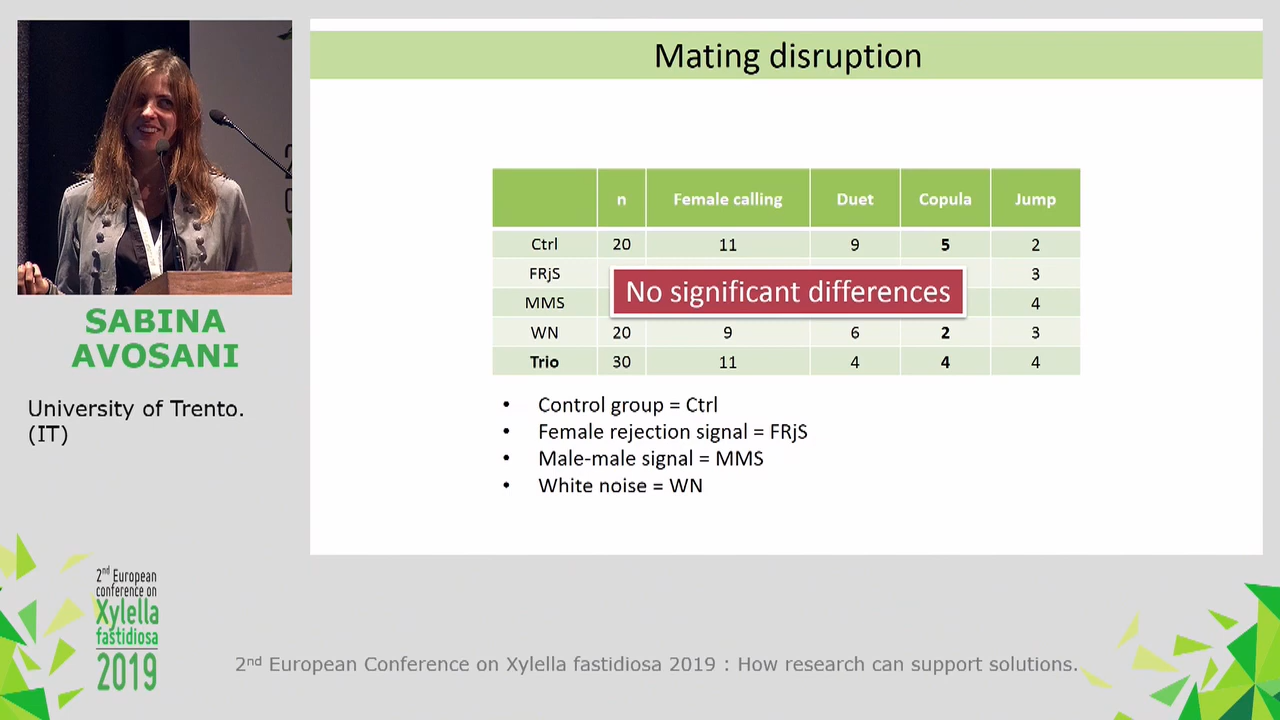 Mating disruption
n Female calling Duet Copula Jump
Ctrl 20 11 9 5 2
FRjS 3
No significant differences
MMS 4
WN 20 9 6 2 3
Trio 30 11 4 4 4
• Control group = Ctrl
• Female rejection signal = FRjS
• Male-male signal = MMS
• White noise = WN
SABINA
AVOSANI
University of Trento.
(IT)
2nd European
conference on
Xylella
fastidiosa
2019
2nd European Conference on Xylella fastidiosa 2019 : How research can support solutions.